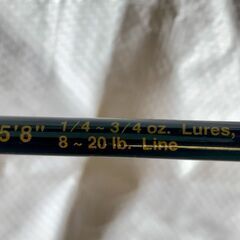 5'8" 1/4~3/4 oz. Lures,
8~20 lb. Line